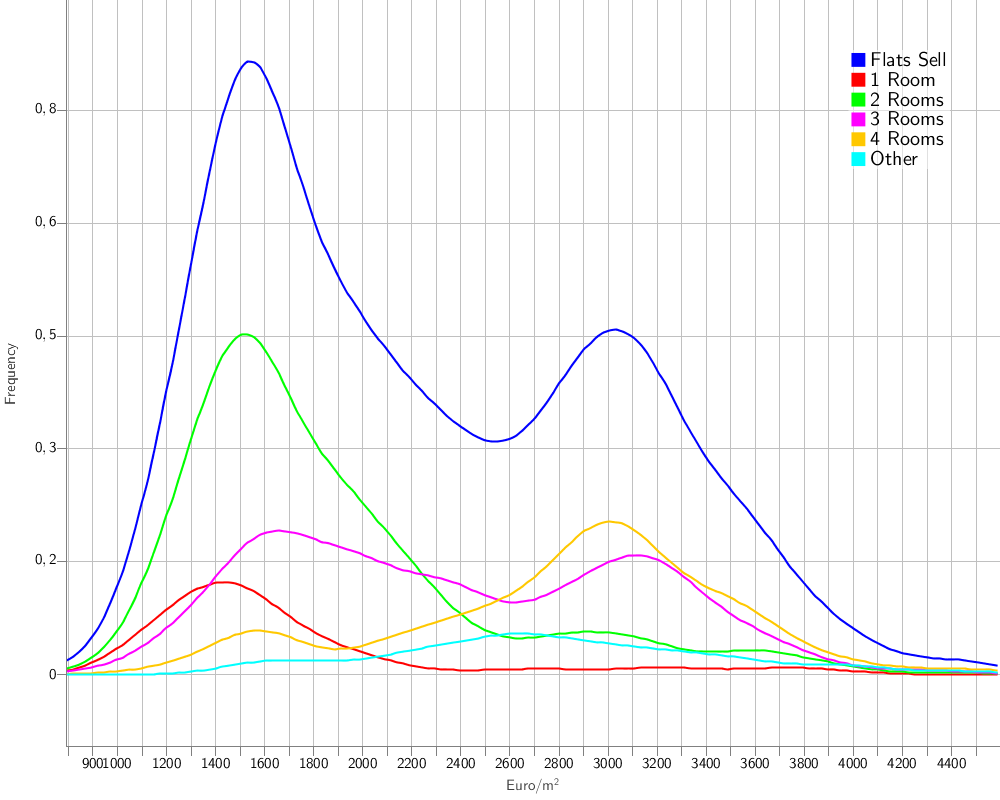 Flats Sell
1 Room
2 Rooms
3 Rooms
4 Rooms
Other
0, 8
0, 6
0, 5
0, 3
0, 2
0
Frequency
900 1000 1200 1400 1600 1800 2000 2200 2400 2600 2800 3000 3200 3400 3600 3800 4000 4200 4400
Euro/m²